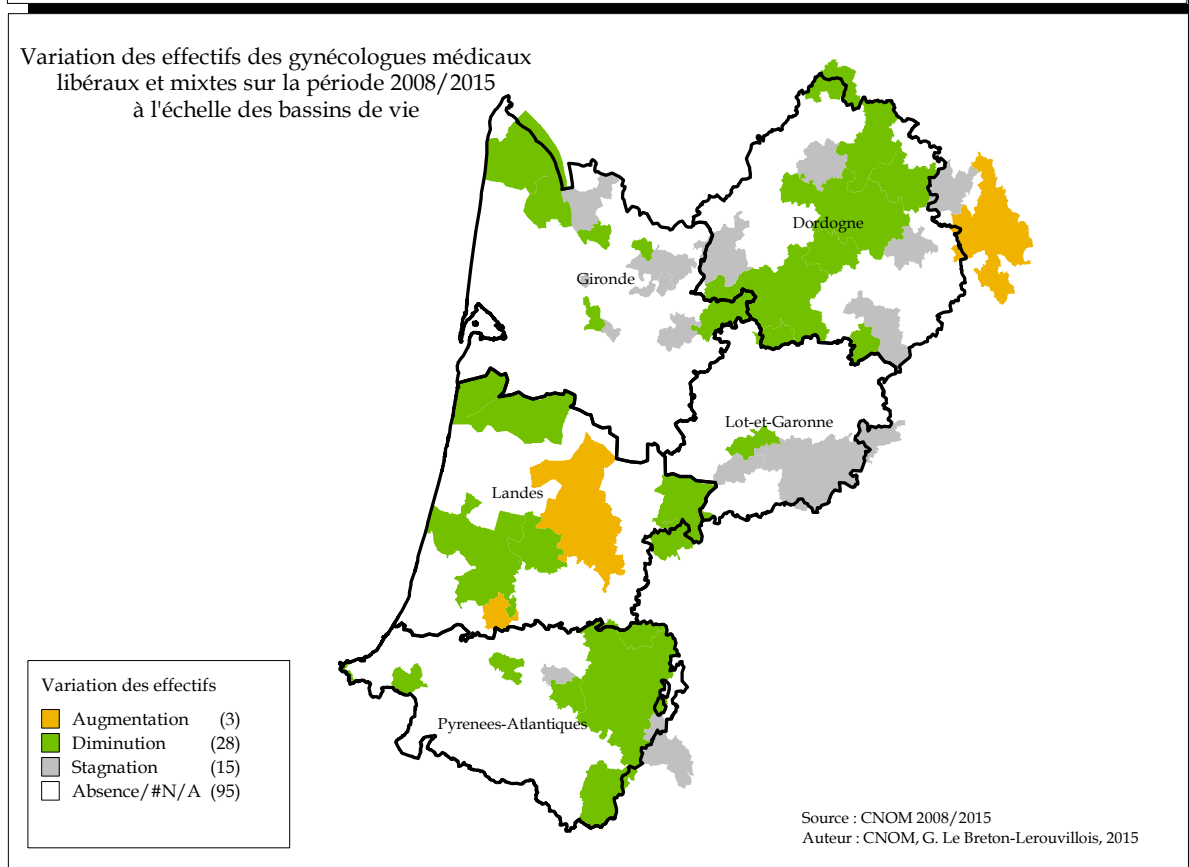 Variation des effectifs des gynécologues médicaux
libéraux et mixtes sur la période 2008/2015
à l'échelle des bassins de vie
Dordogne
Gironde
Lot-et-Garonne
Landes
Pyrenees-Atlantiques
Variation des effectifs
Augmentation (3)
Diminution (28)
Stagnation (15)
Absence/#N/A (95)
Source : CNOM 2008/2015
Auteur : CNOM, G. Le Breton-Lerouvillois, 2015